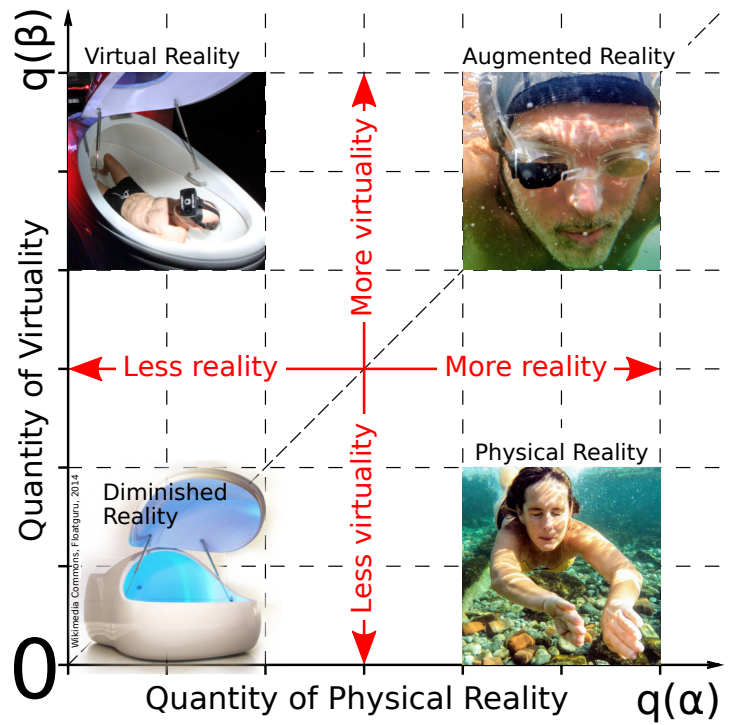 q(β)
Virtual Reality
Augmented Reality
More virtuality
Quantity of Virtuality
Less reality
More reality
Less virtuality
Physical Reality
Diminished
Reality
Wikimedia Commons, Floatguru, 2014
0
Quantity of Physical Reality
q(α)